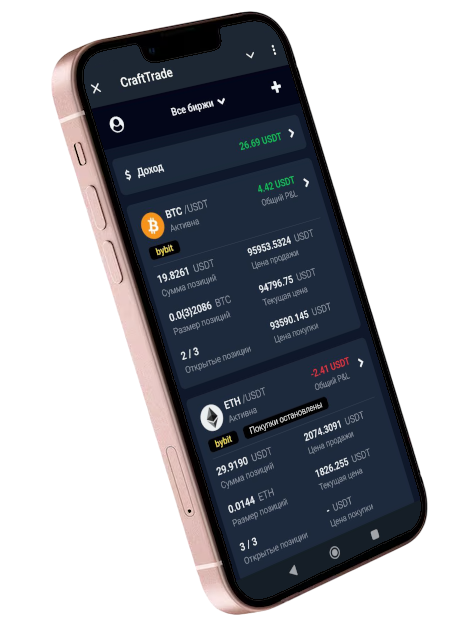 CraftTrade
Все биржи
$ Доход 26.69 USDT
BTC /USDT 4.42 USDT
Активна Общий P&L
bybit
19.8261 USDT 95953.5324 USDT
Сумма позиций Цена продажи
0.0{3}2086 BTC 94796.75 USDT
Размер позиций Текущая цена
2 / 3 93590.145 USDT
Открытые позиции Цена покупки
ETH /USDT -2.41 USDT
Активна Общий P&L
bybit Покупки остановлены
29.9190 USDT 2074.3091 USDT
Сумма позиций Цена продажи
0.0144 ETH 1826.255 USDT
Размер позиций Текущая цена
3 / 3 - USDT
Открытые позиции Цена покупки